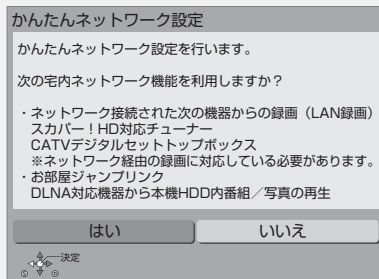 かんたんネットワーク設定
かんたんネットワーク設定を行います。
次の宅内ネットワーク機能を利用しますか？
・ネットワーク接続された次の機器からの録画（LAN録画）
スカパー！HD対応チューナー
CATVデジタルセットトップボックス
※ネットワーク経由の録画に対応している必要があります。
・お部屋ジャンプリンク
DLNA対応機器から本機HDD内番組／写真の再生
はい
いいえ
決定